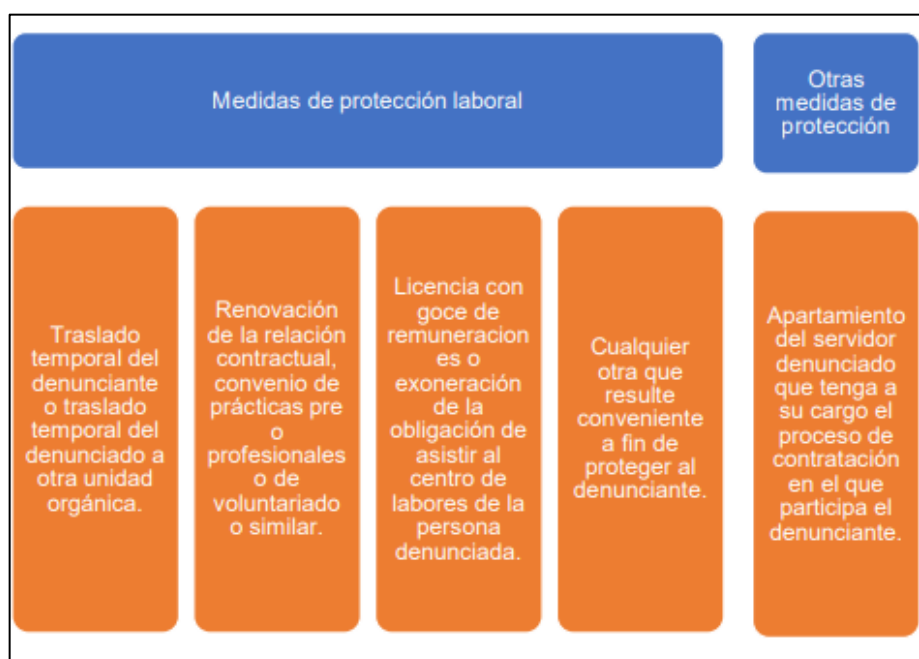 Medidas de protección laboral
Otras
medidas de
protección
Traslado
temporal del
denunciante
o traslado
temporal del
denunciado a
otra unidad
orgánica.
Renovación
de la relación
contractual,
convenio de
prácticas pre
o
profesionales
o de
voluntariado
o similar.
Licencia con
goce de
remuneracion
es o
exoneración
de la
obligación de
asistir al
centro de
labores de la
persona
denunciada.
Cualquier
otra que
resulte
conveniente
a fin de
proteger al
denunciante.
Apartamiento
del servidor
denunciado
que tenga a
su cargo el
proceso de
contratación
en el que
participa el
denunciante.